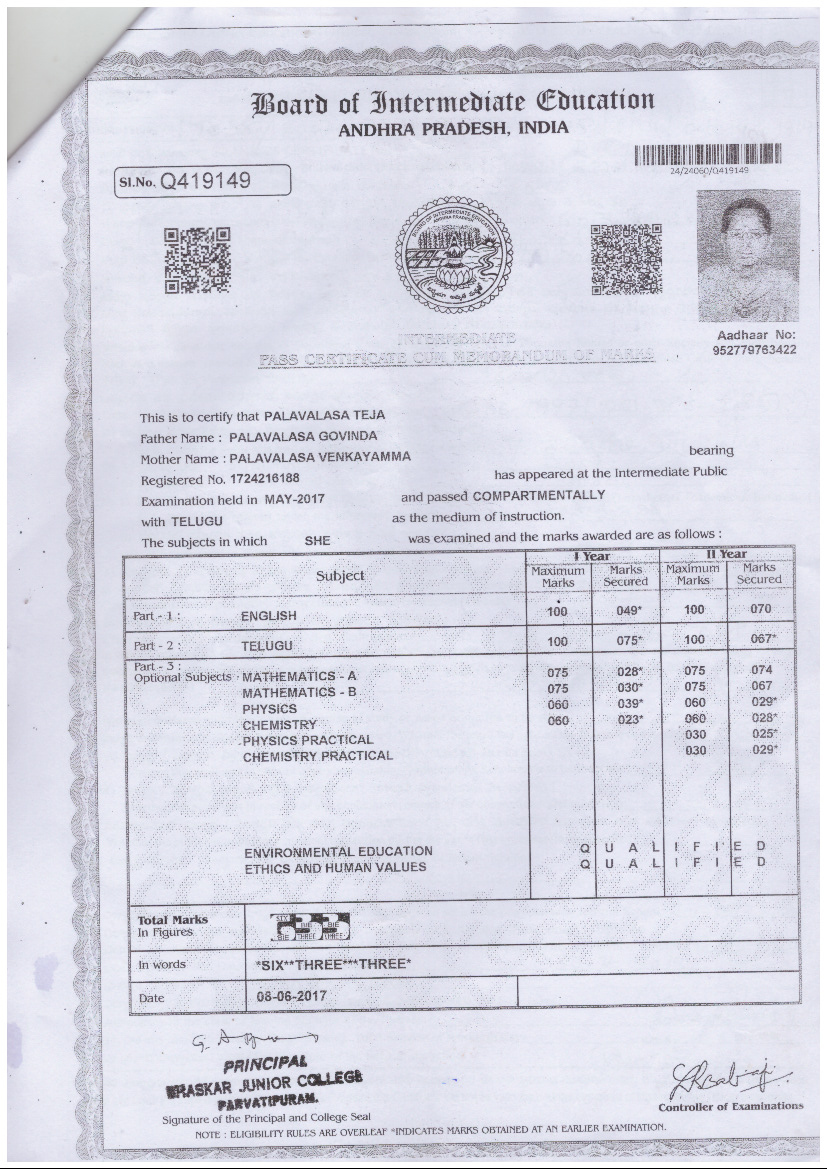 Board of Intermediate Education
ANDHRA PRADESH, INDIA
24/24060/Q419149
Sl.No. Q419149
BOARD OF INTERMEDIATE EDUCATION
ANDHRA PRADESH
Aadhaar No:
952779763422
INTERMEDIATE
PASS CERTIFICATE CUM MEMORANDUM OF MARKS
This is to certify that PALAVALASA TEJA
Father Name : PALAVALASA GOVINDA
Mother Name : PALAVALASA VENKAYAMMA bearing
Registered No. 1724216188 has appeared at the Intermediate Public
Examination held in MAY-2017 and passed COMPARTMENTALLY
with TELUGU as the medium of instruction.
The subjects in which SHE was examined and the marks awarded are as follows :
Subject I Year II Year
Maximum Marks Marks Secured Maximum Marks Marks Secured
Part - 1 : ENGLISH 100 049* 100 070
Part - 2 : TELUGU 100 075* 100 067*
Part - 3 :
Optional Subjects MATHEMATICS - A 075 028* 075 074
MATHEMATICS - B 075 030* 075 067
PHYSICS 060 039* 060 029*
CHEMISTRY 060 023* 060 028*
PHYSICS PRACTICAL 030 025*
CHEMISTRY PRACTICAL 030 029*
ENVIRONMENTAL EDUCATION Q U A L I F I E D
ETHICS AND HUMAN VALUES Q U A L I F I E D
Total Marks
In Figures
SIX THREE THREE
In words *SIX**THREE***THREE*
Date 08-06-2017
PRINCIPAL
BHASKAR JUNIOR COLLEGE
PARVATIPURAM.
Signature of the Principal and College Seal
Controller of Examinations
NOTE : ELIGIBILITY RULES ARE OVERLEAF *INDICATES MARKS OBTAINED AT AN EARLIER EXAMINATION.